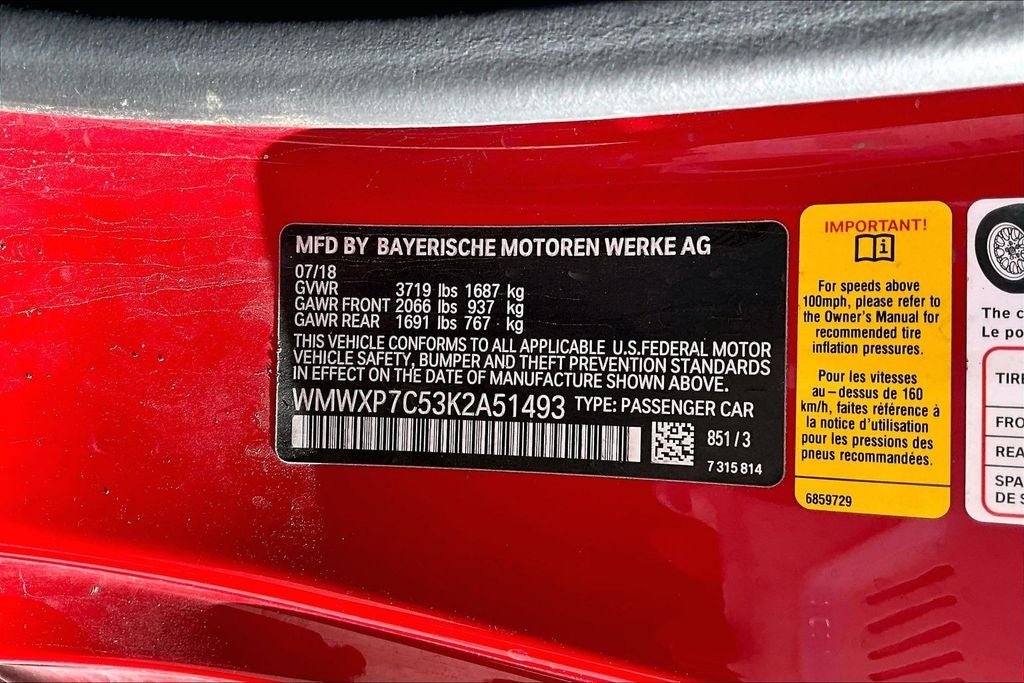 MFD BY BAYERISCHE MOTOREN WERKE AG
07/18
GVWR 3719 lbs 1687 kg
GAWR FRONT 2066 lbs 937 kg
GAWR REAR 1691 lbs 767 kg
THIS VEHICLE CONFORMS TO ALL APPLICABLE U.S.FEDERAL MOTOR
VEHICLE SAFETY, BUMPER AND THEFT PREVENTION STANDARDS
IN EFFECT ON THE DATE OF MANUFACTURE SHOWN ABOVE.
WMWXP7C53K2A51493 TYPE: PASSENGER CAR
851/3
7315814
IMPORTANT!
For speeds above
100mph, please refer to
the Owner's Manual for
recommended tire
inflation pressures.
Pour les vitesses
au-dessus de 160
km/h, faites référence à
la notice d'utilisation
pour les pressions des
pneus recommandées.
6859729
The c
Le po
TIRE
FRO
REA
SPA
DE S